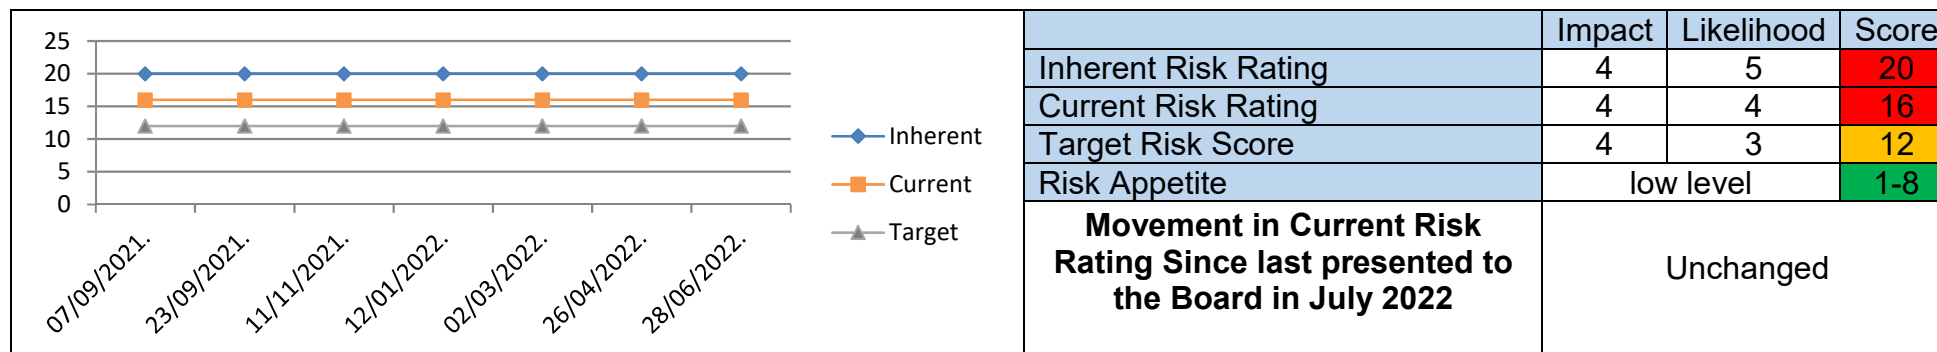 25
20
15
10
5
0
07/09/2021.
23/09/2021.
11/11/2021.
12/01/2022.
02/03/2022.
26/04/2022.
28/06/2022.
Inherent
Current
Target
Impact Likelihood Score
Inherent Risk Rating 4 5 20
Current Risk Rating 4 4 16
Target Risk Score 4 3 12
Risk Appetite low level 1-8
Movement in Current Risk
Rating Since last presented to
the Board in July 2022
Unchanged